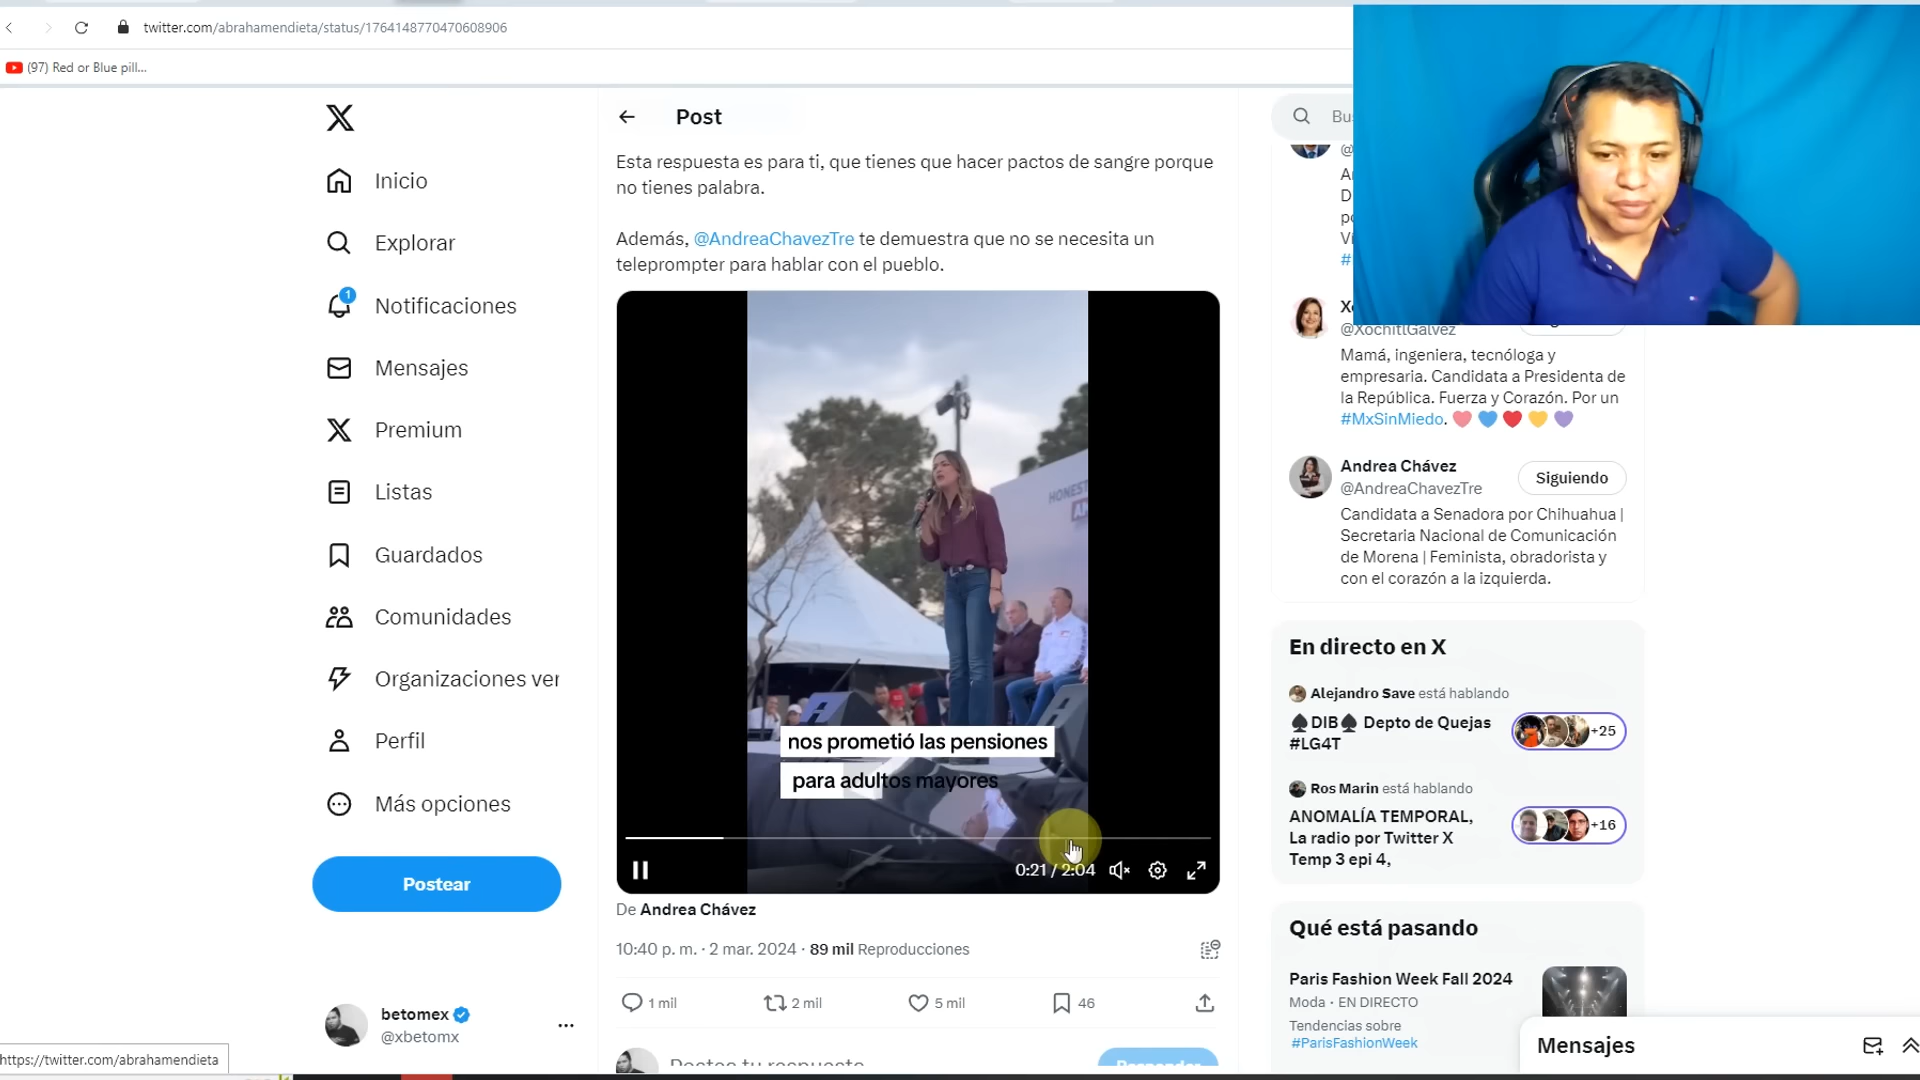 twitter.com/abrahamendieta/status/1764148770470608906
(97) Red or Blue pill...
Post
Inicio
Explorar
1
Notificaciones
Mensajes
Premium
Listas
Guardados
Comunidades
Organizaciones ver
Perfil
Más opciones
Postear
betomex
@xbetomx
https://twitter.com/abrahamendieta
Esta respuesta es para ti, que tienes que hacer pactos de sangre porque
no tienes palabra.
Además, @AndreaChavezTre te demuestra que no se necesita un
teleprompter para hablar con el pueblo.
nos prometió las pensiones
para adultos mayores
0:21 / 2:04
De Andrea Chávez
10:40 p. m. · 2 mar. 2024 · 89 mil Reproducciones
1 mil
2 mil
5 mil
46
@XochitlGalvez
Mamá, ingeniera, tecnóloga y
empresaria. Candidata a Presidenta de
la República. Fuerza y Corazón. Por un
#MxSinMiedo.
Andrea Chávez
@AndreaChavezTre
Siguiendo
Candidata a Senadora por Chihuahua |
Secretaria Nacional de Comunicación
de Morena | Feminista, obradorista y
con el corazón a la izquierda.
En directo en X
Alejandro Save está hablando
♠DIB♠ Depto de Quejas
#LG4T
+25
Ros Marin está hablando
ANOMALÍA TEMPORAL,
La radio por Twitter X
Temp 3 epi 4,
+16
Qué está pasando
Paris Fashion Week Fall 2024
Moda · EN DIRECTO
Tendencias sobre
#ParisFashionWeek
Mensajes